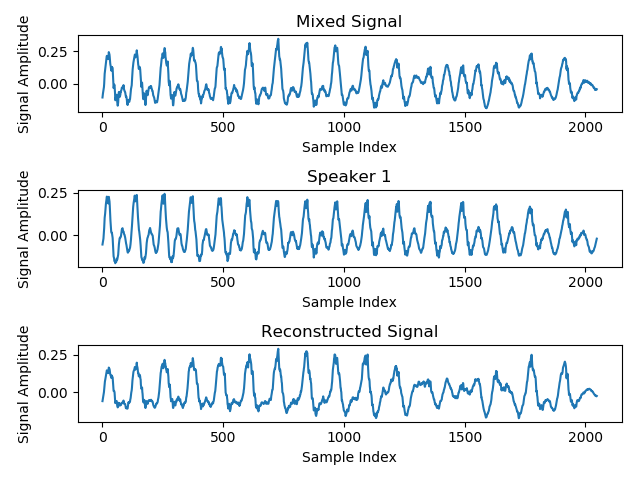 Mixed Signal
Signal Amplitude
0.25
0.00
0 500 1000 1500 2000
Sample Index
Speaker 1
Signal Amplitude
0.25
0.00
0 500 1000 1500 2000
Sample Index
Reconstructed Signal
Signal Amplitude
0.25
0.00
0 500 1000 1500 2000
Sample Index